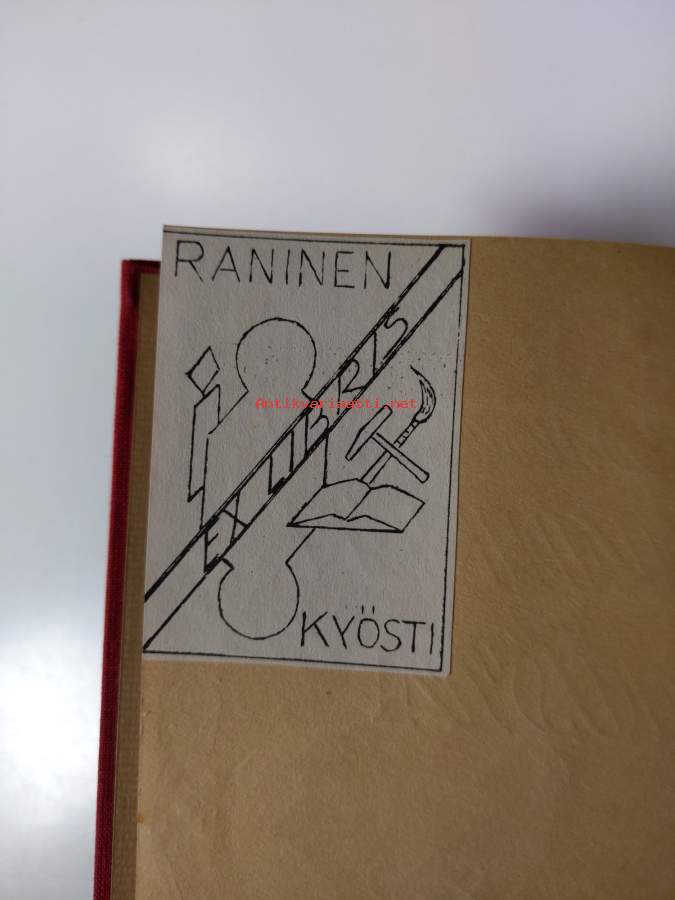 RANINEN
EX LIBRIS
Antikvariaatti.net
KYÖSTI